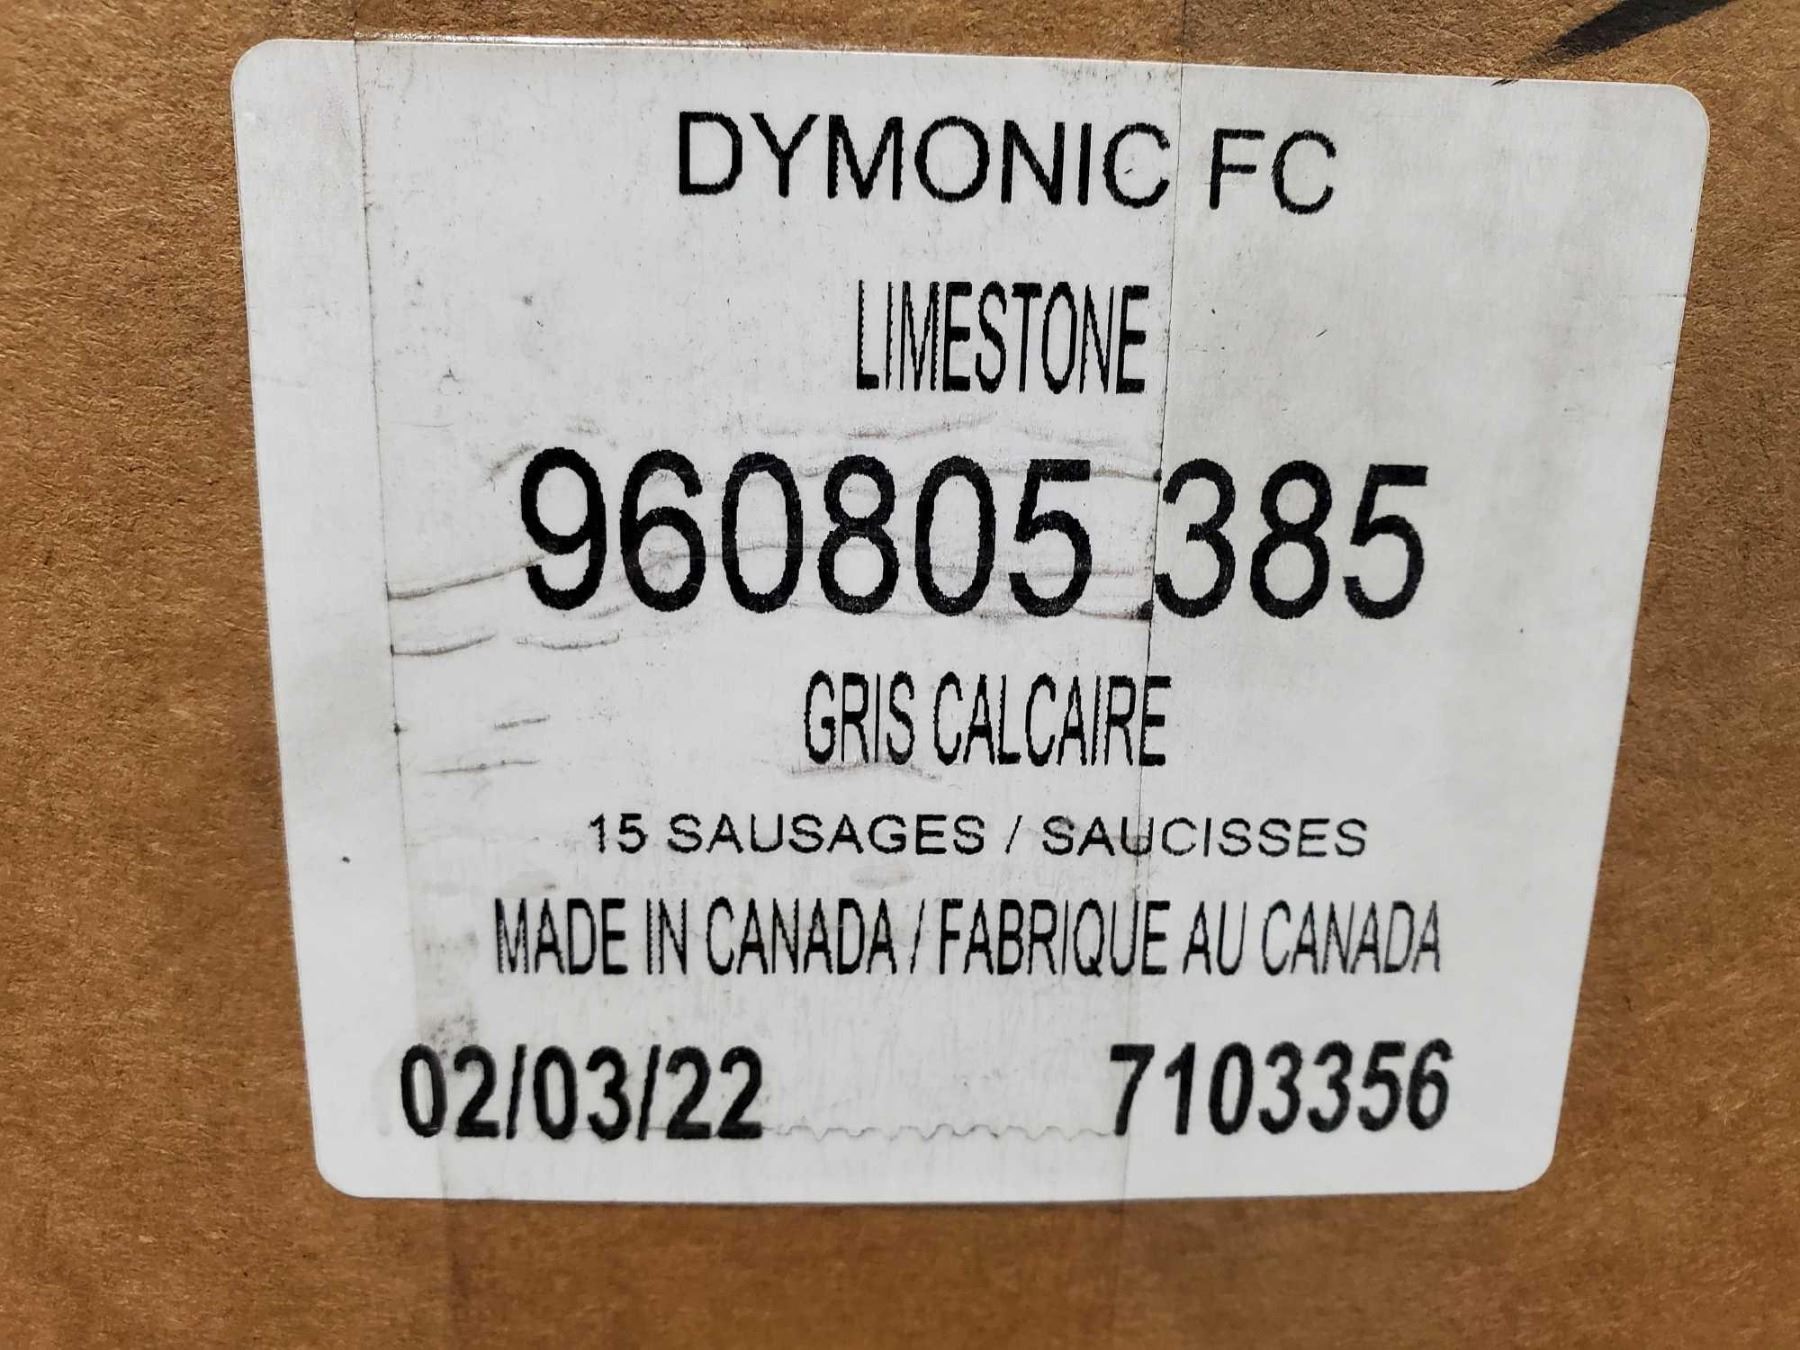 DYMONIC FC
LIMESTONE
960805 385
GRIS CALCAIRE
15 SAUSAGES / SAUCISSES
MADE IN CANADA / FABRIQUE AU CANADA
02/03/22 7103356